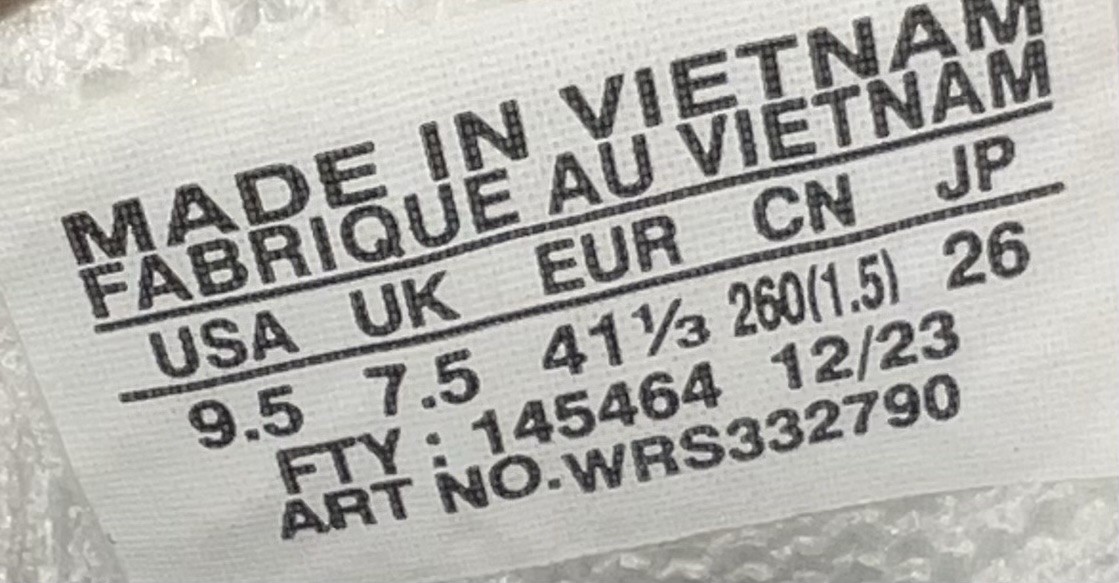 MADE IN VIETNAM
FABRIQUE AU VIETNAM
USA UK EUR CN JP
9.5 7.5 41⅓ 260(1.5) 26
FTY : 145464 12/23
ART NO.WRS332790